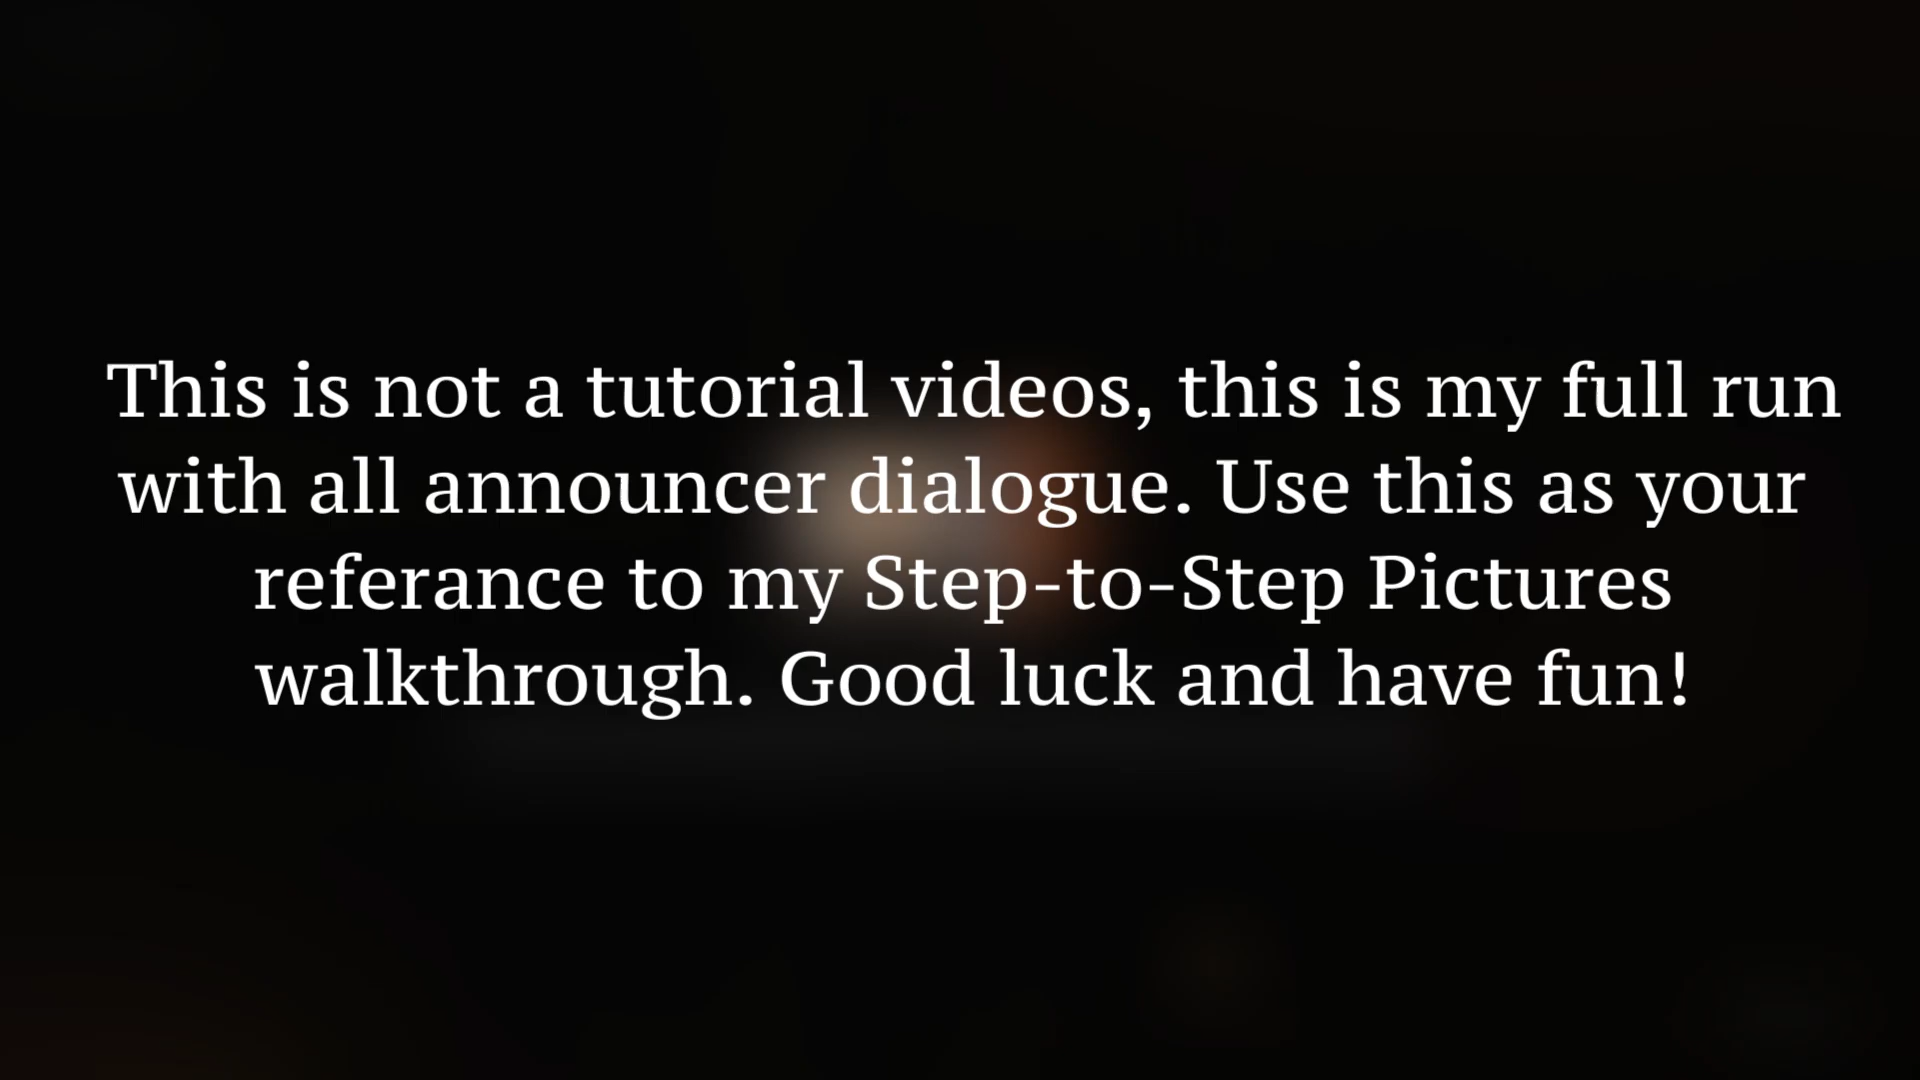 This is not a tutorial videos, this is my full run
with all announcer dialogue. Use this as your
referance to my Step-to-Step Pictures
walkthrough. Good luck and have fun!